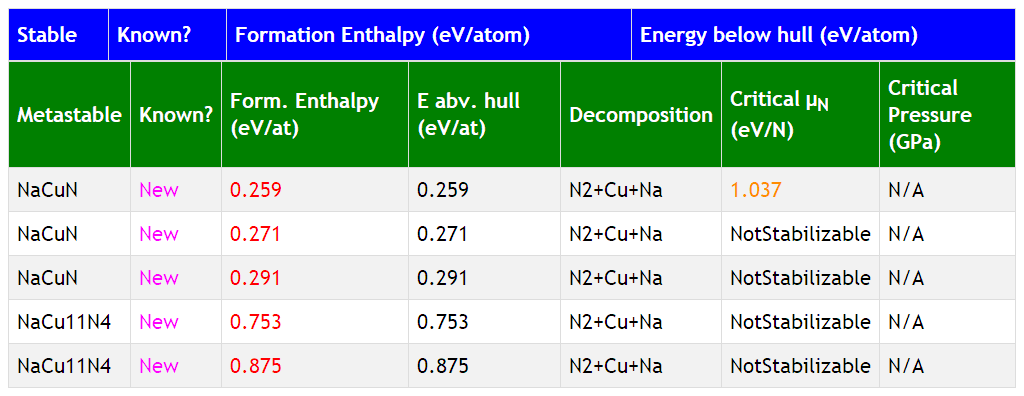 Stable Known? Formation Enthalpy (eV/atom) Energy below hull (eV/atom)
Metastable Known? Form. Enthalpy (eV/at) E abv. hull (eV/at) Decomposition Critical μN (eV/N) Critical Pressure (GPa)
NaCuN New 0.259 0.259 N2+Cu+Na 1.037 N/A
NaCuN New 0.271 0.271 N2+Cu+Na NotStabilizable N/A
NaCuN New 0.291 0.291 N2+Cu+Na NotStabilizable N/A
NaCu11N4 New 0.753 0.753 N2+Cu+Na NotStabilizable N/A
NaCu11N4 New 0.875 0.875 N2+Cu+Na NotStabilizable N/A